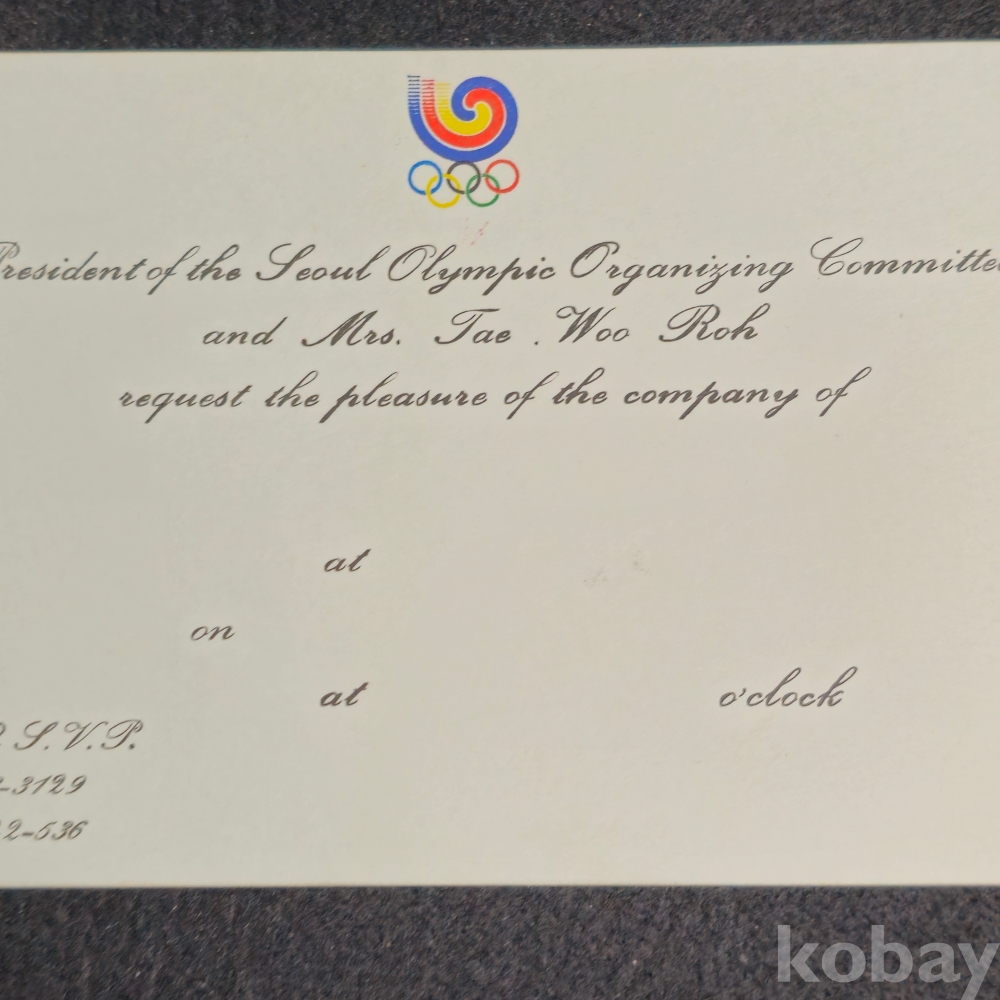 President of the Seoul Olympic Organizing Committee
and Mrs. Tae . Woo Roh
request the pleasure of the company of
at
on
at o'clock
S.V.P.
-3129
2-536
kobay